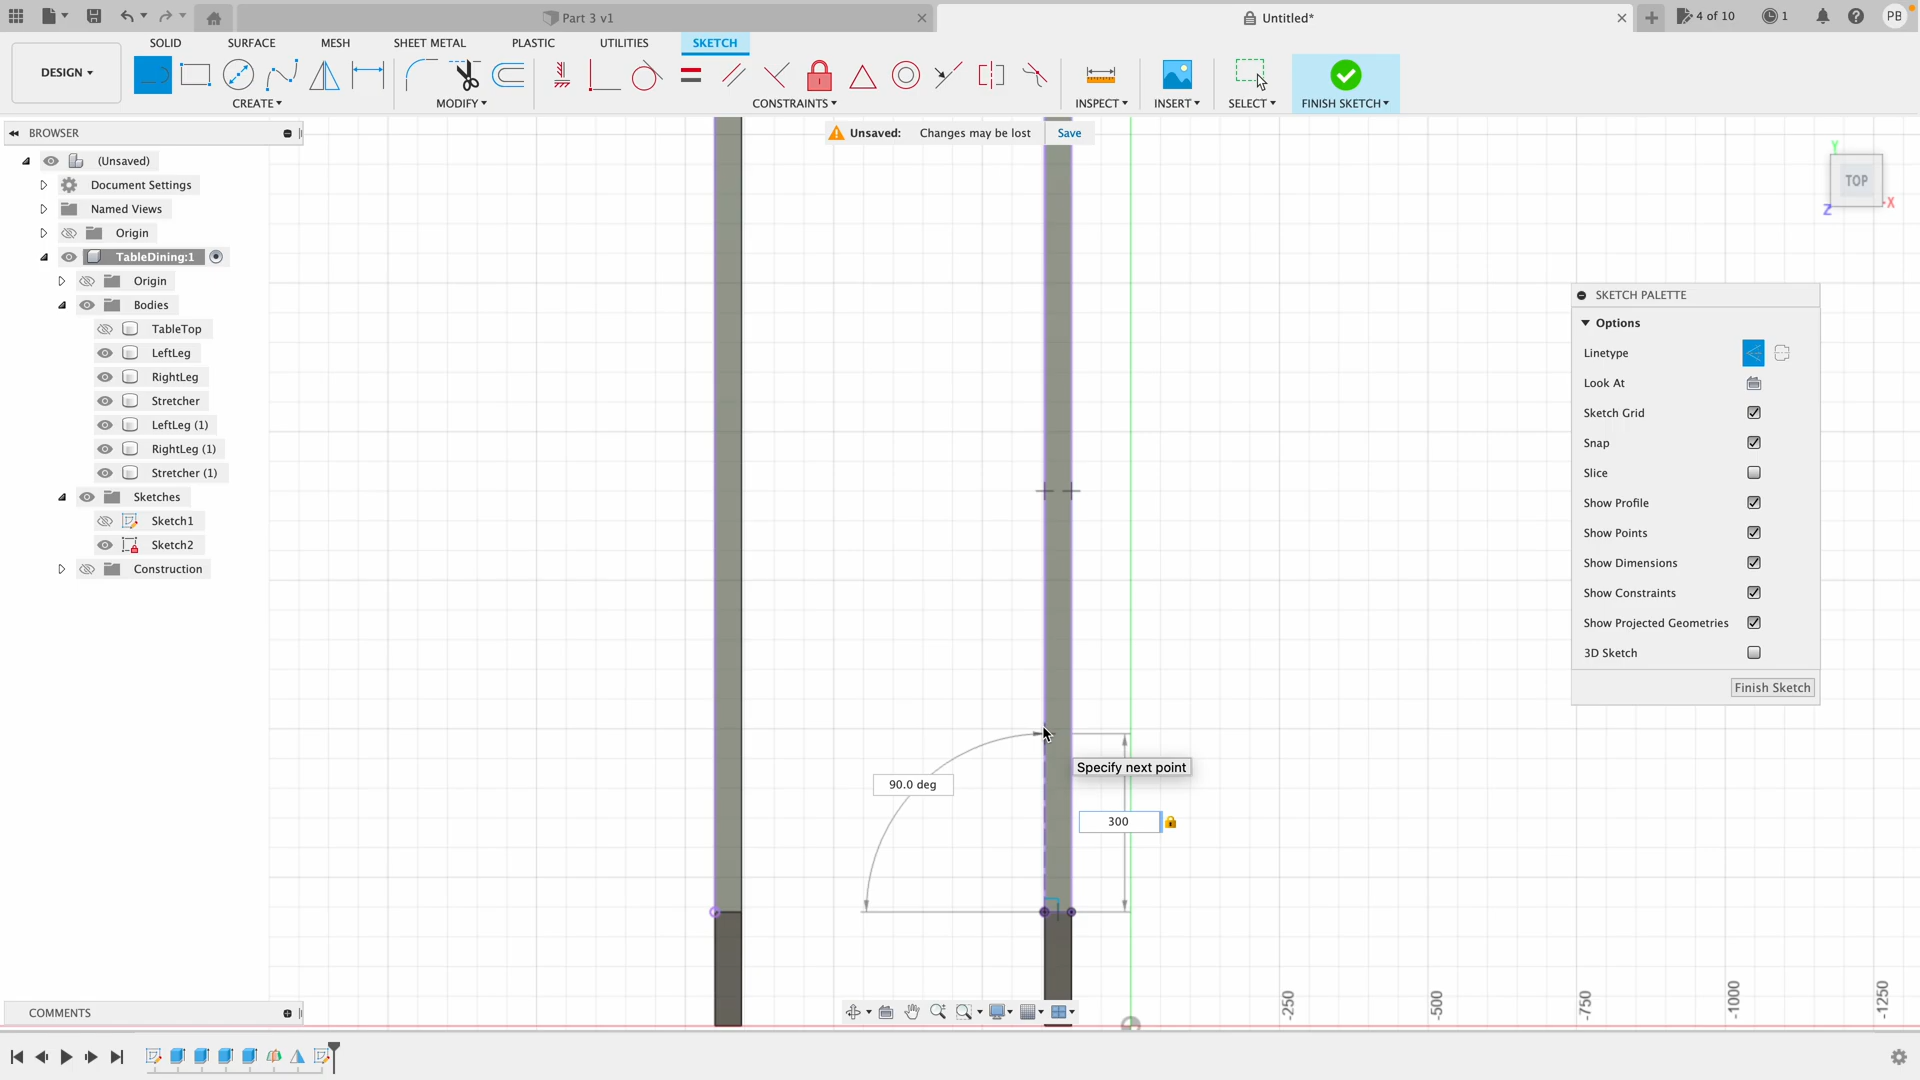 Part 3 v1
Untitled*
4 of 10
1
PB
DESIGN
SOLID
SURFACE
MESH
SHEET METAL
PLASTIC
UTILITIES
SKETCH
CREATE
MODIFY
CONSTRAINTS
INSPECT
INSERT
SELECT
FINISH SKETCH
BROWSER
Unsaved: Changes may be lost Save
(Unsaved)
Document Settings
Named Views
Origin
TableDining:1
Origin
Bodies
TableTop
LeftLeg
RightLeg
Stretcher
LeftLeg (1)
RightLeg (1)
Stretcher (1)
Sketches
Sketch1
Sketch2
Construction
Y
TOP
X
Z
SKETCH PALETTE
Options
Linetype
Look At
Sketch Grid
Snap
Slice
Show Profile
Show Points
Show Dimensions
Show Constraints
Show Projected Geometries
3D Sketch
Finish Sketch
Specify next point
90.0 deg
300
-250
-500
-750
-1000
-1250
COMMENTS